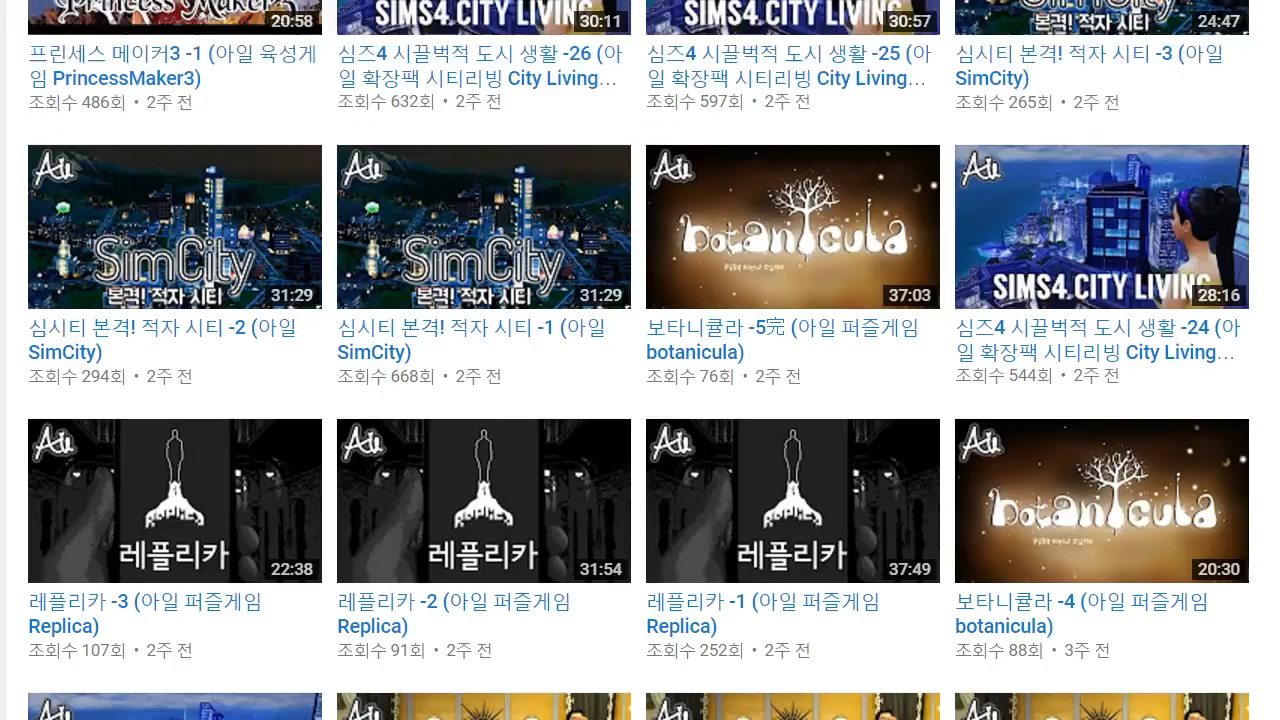 Princess Maker
20:58
SIMS4.CITY LIVING
30:11
SIMS4.CITY LIVING
30:57
SimCity
본격! 적자 시티
24:47
프린세스 메이커3 -1 (아일 육성게
임 PrincessMaker3)
조회수 486회 • 2주 전
심즈4 시끌벅적 도시 생활 -26 (아
일 확장팩 시티리빙 City Living...
조회수 632회 • 2주 전
심즈4 시끌벅적 도시 생활 -25 (아
일 확장팩 시티리빙 City Living...
조회수 597회 • 2주 전
심시티 본격! 적자 시티 -3 (아일
SimCity)
조회수 265회 • 2주 전
SimCity
본격! 적자 시티
31:29
SimCity
본격! 적자 시티
31:29
botanicula
37:03
SIMS4.CITY LIVING
28:16
심시티 본격! 적자 시티 -2 (아일
SimCity)
조회수 294회 • 2주 전
심시티 본격! 적자 시티 -1 (아일
SimCity)
조회수 668회 • 2주 전
보타니큘라 -5完 (아일 퍼즐게임
botanicula)
조회수 76회 • 2주 전
심즈4 시끌벅적 도시 생활 -24 (아
일 확장팩 시티리빙 City Living...
조회수 544회 • 2주 전
REPLICA
레플리카
22:38
REPLICA
레플리카
31:54
REPLICA
레플리카
37:49
botanicula
20:30
레플리카 -3 (아일 퍼즐게임
Replica)
조회수 107회 • 2주 전
레플리카 -2 (아일 퍼즐게임
Replica)
조회수 91회 • 2주 전
레플리카 -1 (아일 퍼즐게임
Replica)
조회수 252회 • 2주 전
보타니큘라 -4 (아일 퍼즐게임
botanicula)
조회수 88회 • 3주 전